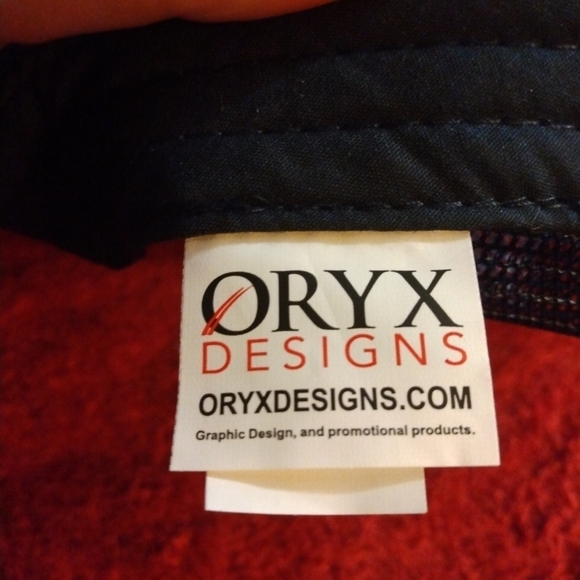 ORYX
DESIGNS
ORYXDESIGNS.COM
Graphic Design, and promotional products.